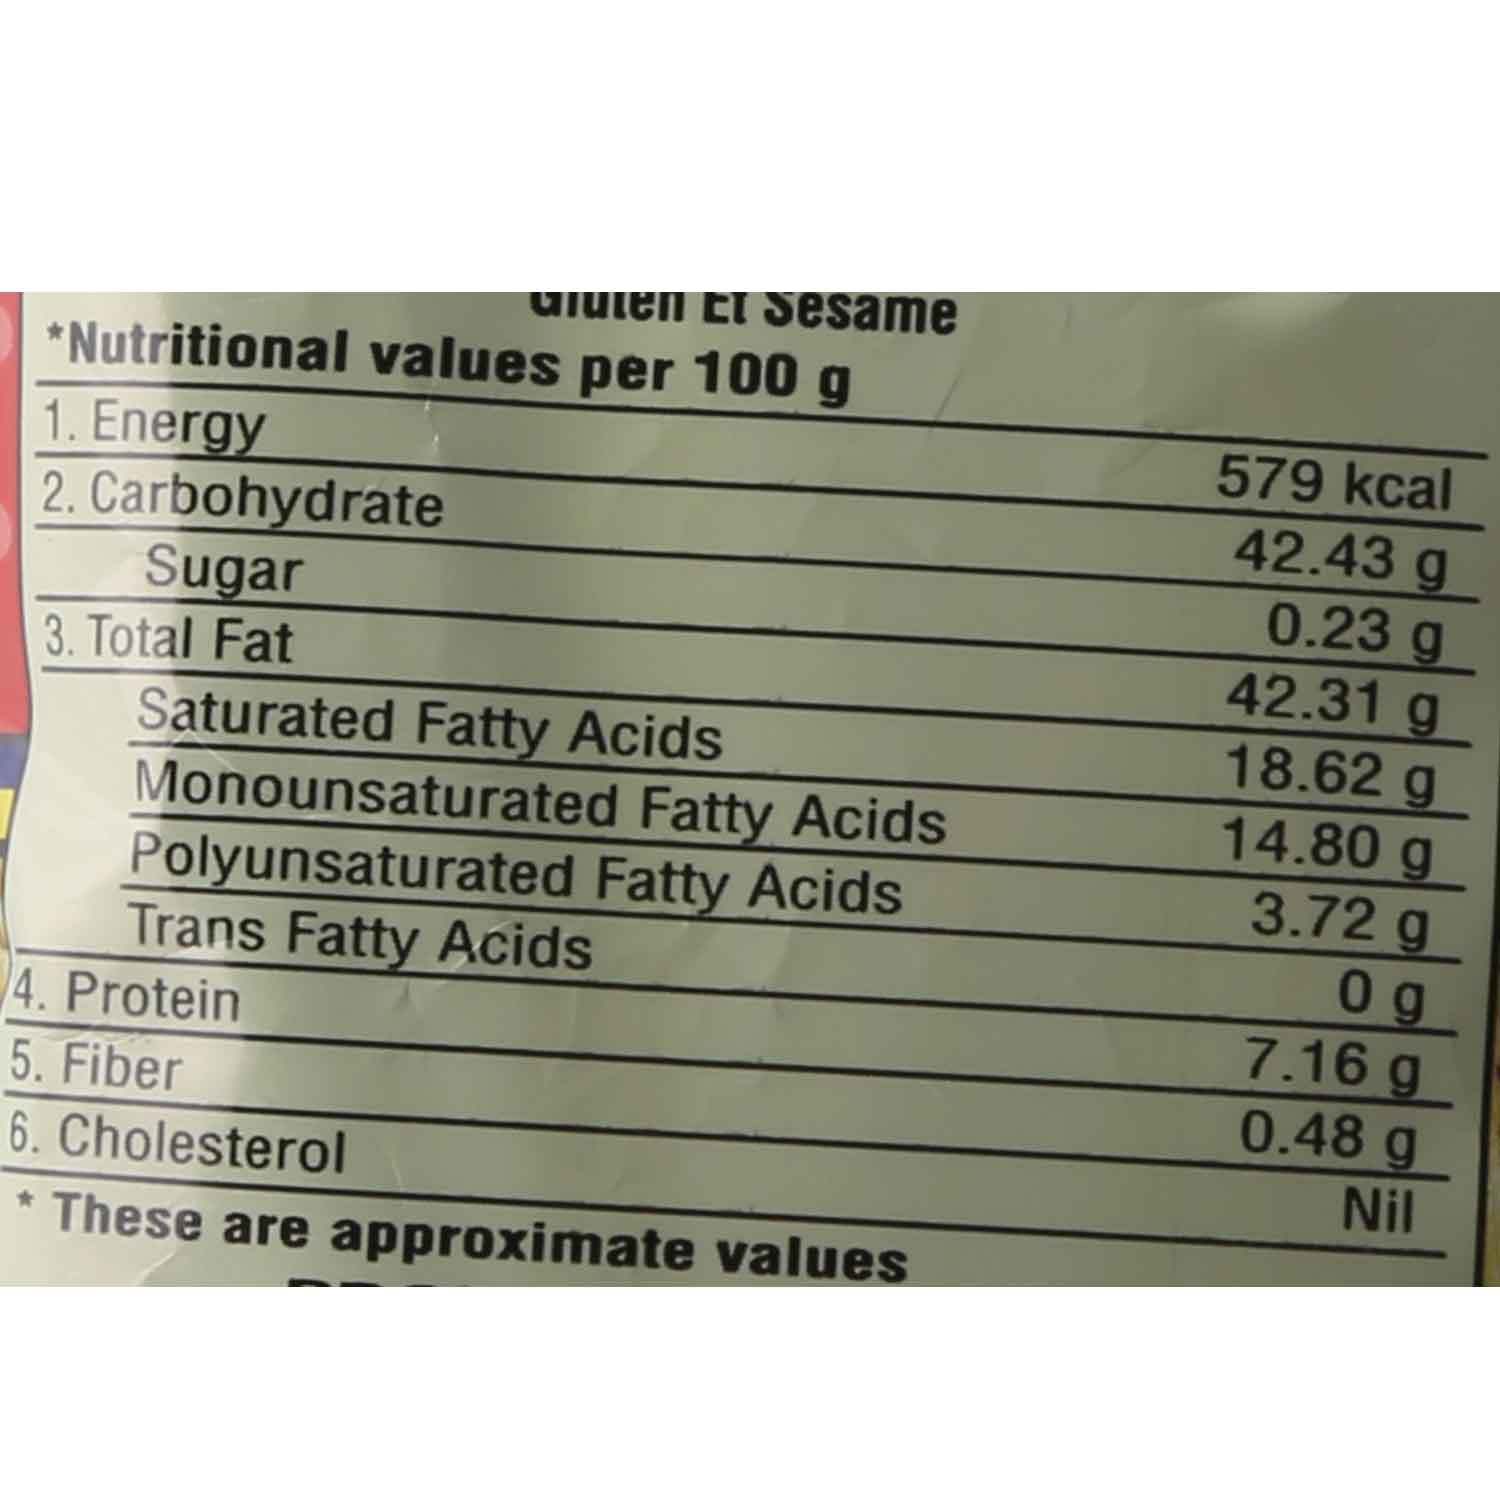 Gluten Et Sesame
*Nutritional values per 100 g
1. Energy 579 kcal
2. Carbohydrate 42.43 g
Sugar 0.23 g
3. Total Fat 42.31 g
Saturated Fatty Acids 18.62 g
Monounsaturated Fatty Acids 14.80 g
Polyunsaturated Fatty Acids 3.72 g
Trans Fatty Acids 0 g
4. Protein 7.16 g
5. Fiber 0.48 g
6. Cholesterol Nil
* These are approximate values